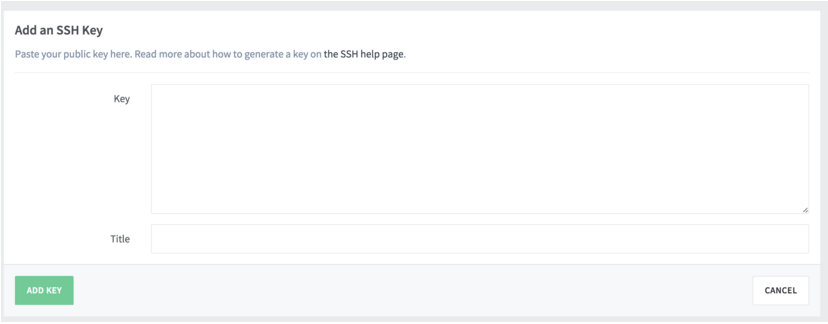 Add an SSH Key
Paste your public key here. Read more about how to generate a key on the SSH help page.
Key
Title
ADD KEY
CANCEL